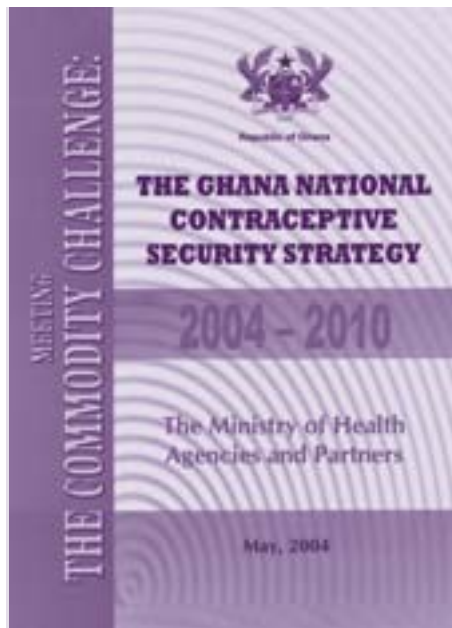 MEETING
THE COMMODITY CHALLENGE:
Republic of Ghana
THE GHANA NATIONAL
CONTRACEPTIVE
SECURITY STRATEGY
2004 – 2010
The Ministry of Health
Agencies and Partners
May, 2004